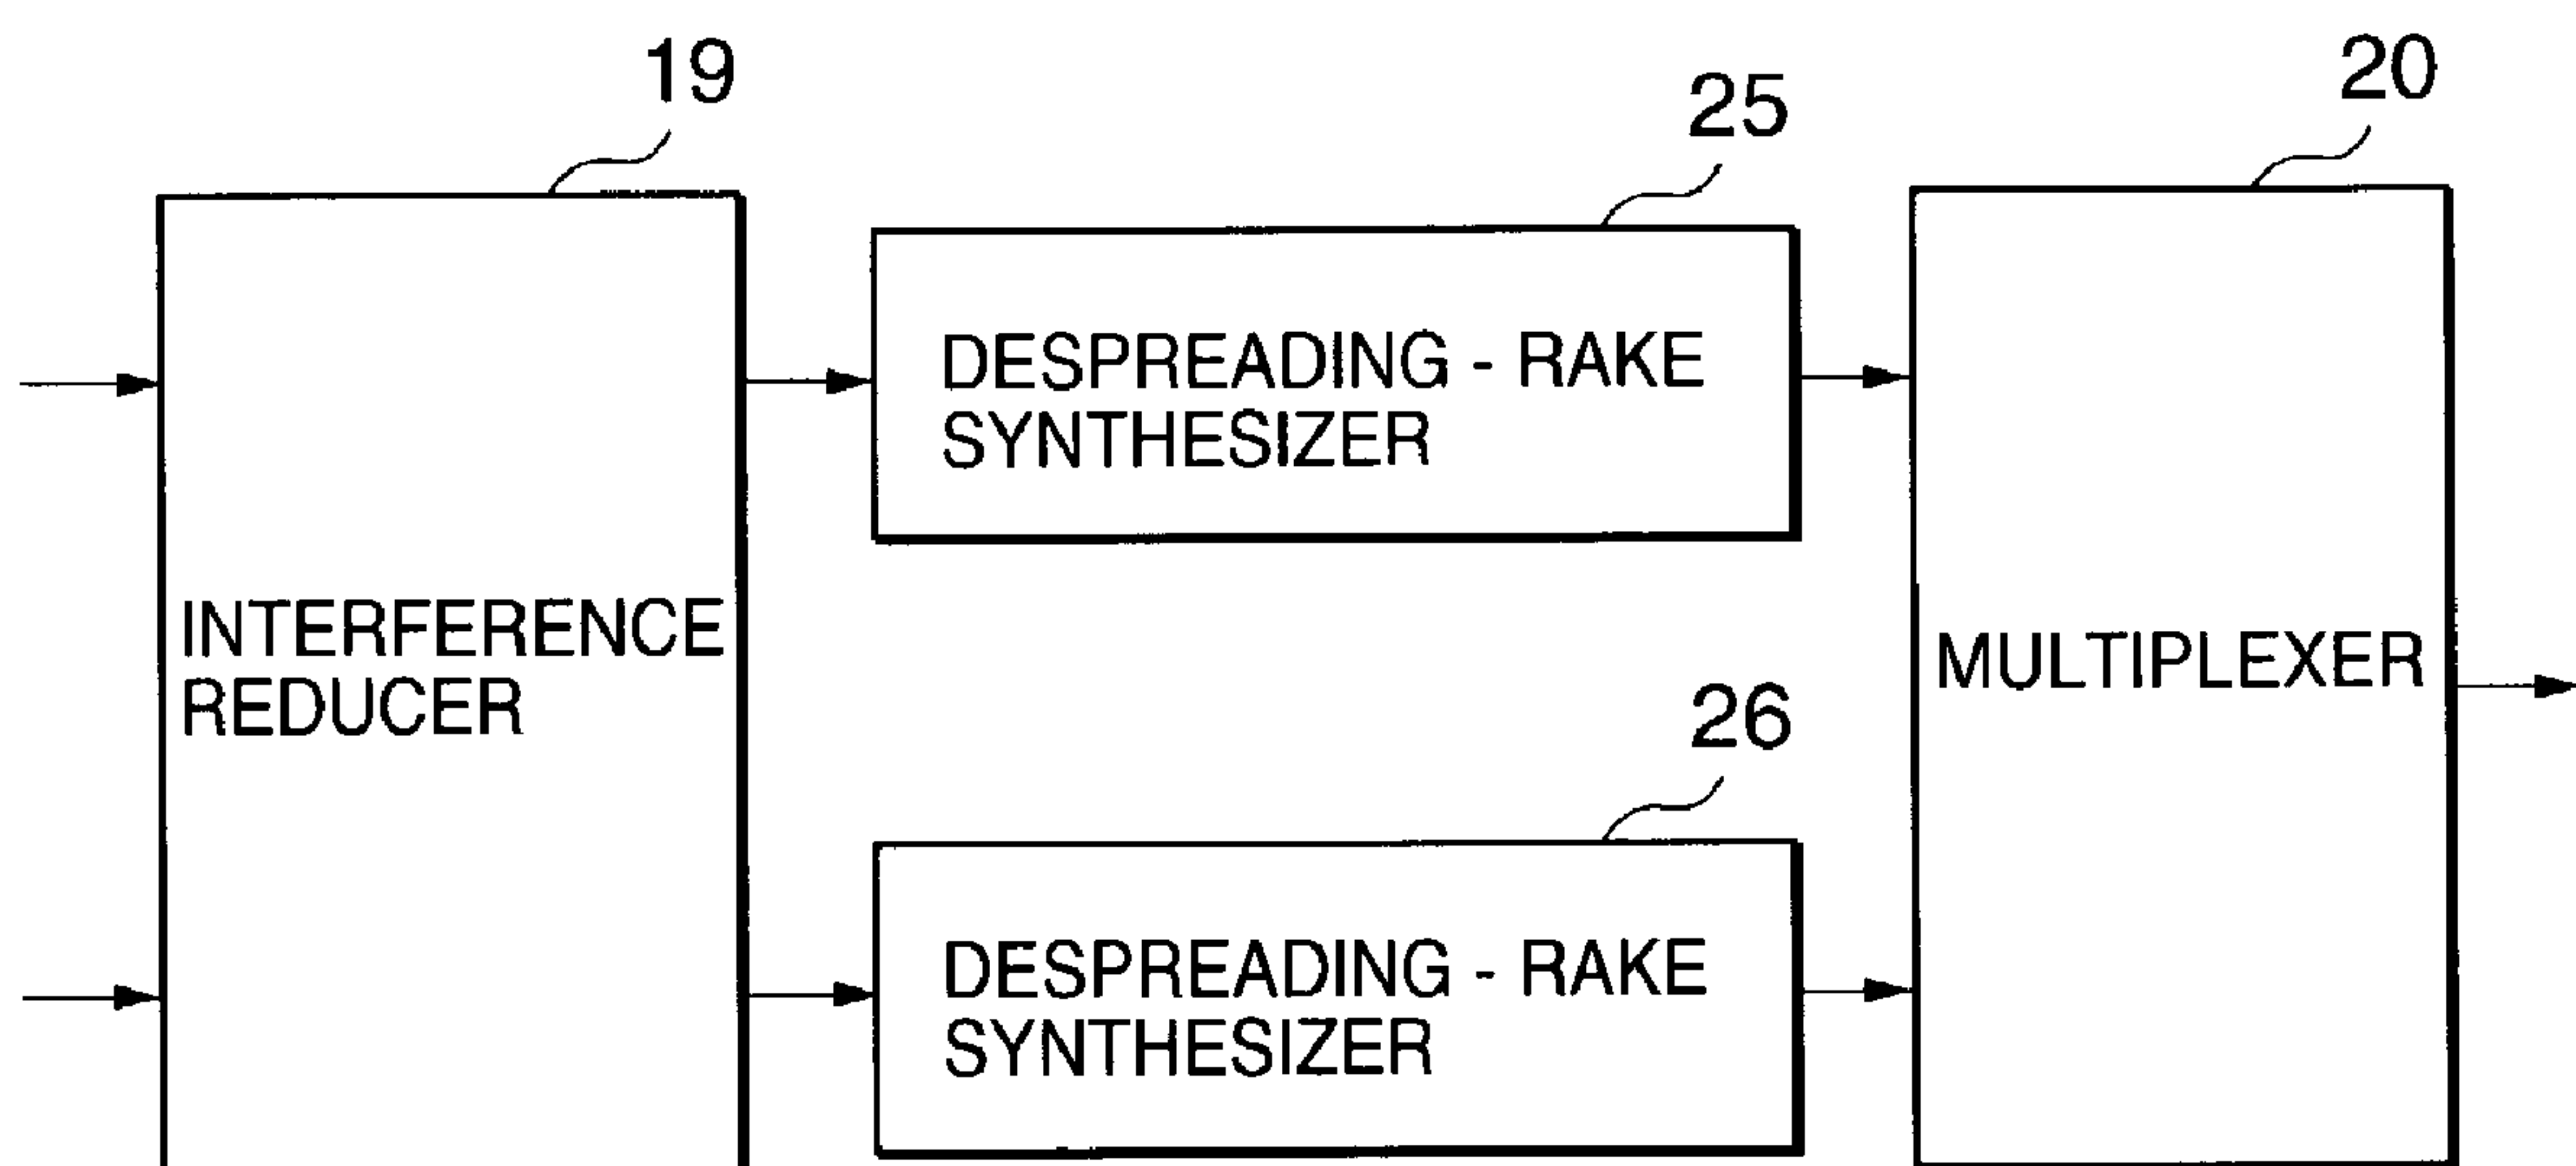 19
25
20
DESPREADING - RAKE
SYNTHESIZER
INTERFERENCE
REDUCER
MULTIPLEXER
26
DESPREADING - RAKE
SYNTHESIZER